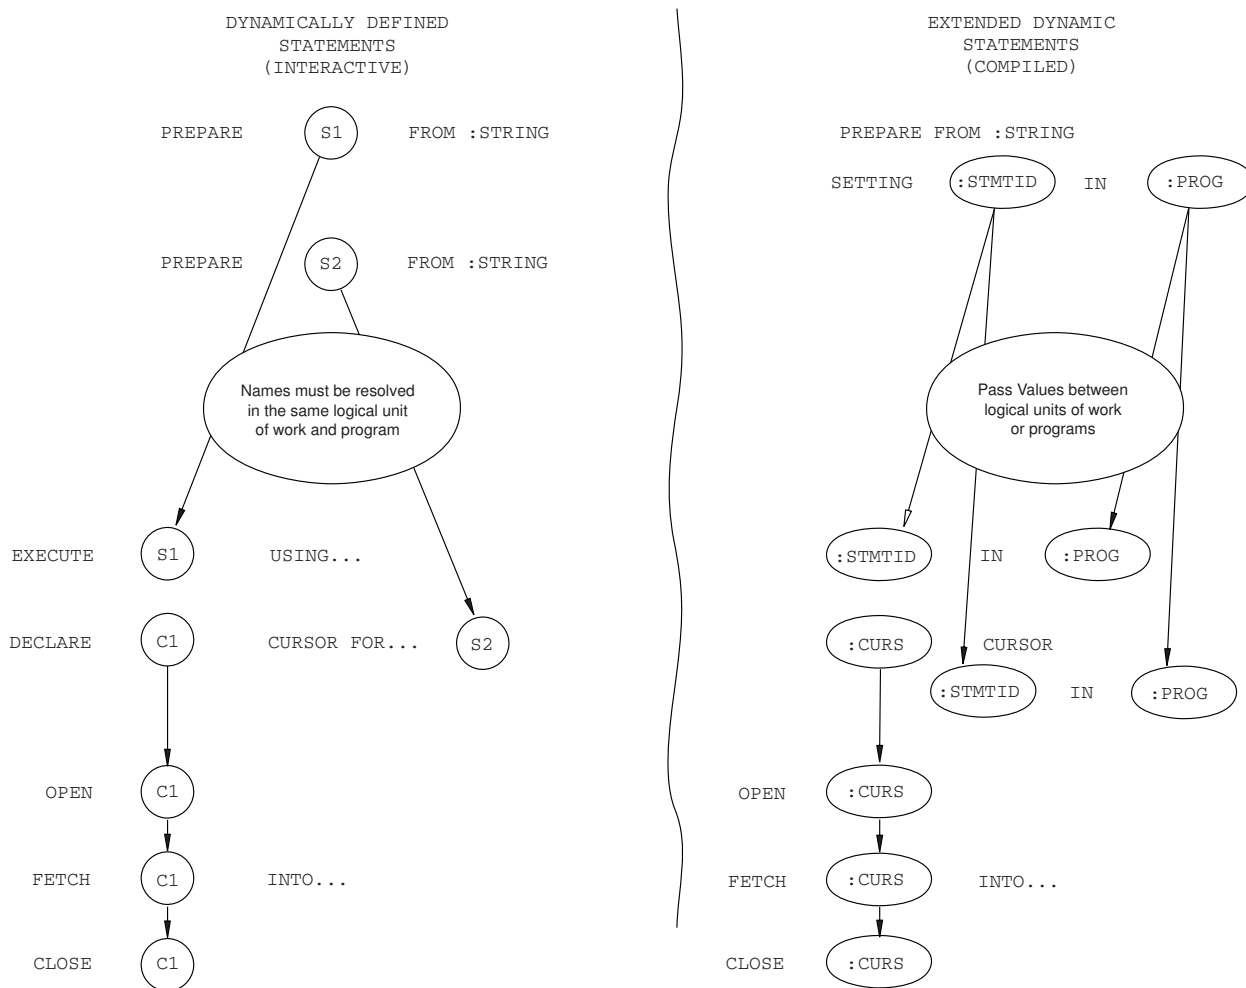 DYNAMICALLY DEFINED
STATEMENTS
(INTERACTIVE)
PREPARE S1 FROM :STRING
PREPARE S2 FROM :STRING
Names must be resolved
in the same logical unit
of work and program
EXECUTE S1 USING...
DECLARE C1 CURSOR FOR... S2
OPEN C1
FETCH C1 INTO...
CLOSE C1
EXTENDED DYNAMIC
STATEMENTS
(COMPILED)
PREPARE FROM :STRING
SETTING :STMTID IN :PROG
Pass Values between
logical units of work
or programs
:STMTID IN :PROG
:CURS CURSOR
:STMTID IN :PROG
OPEN :CURS
FETCH :CURS INTO...
CLOSE :CURS